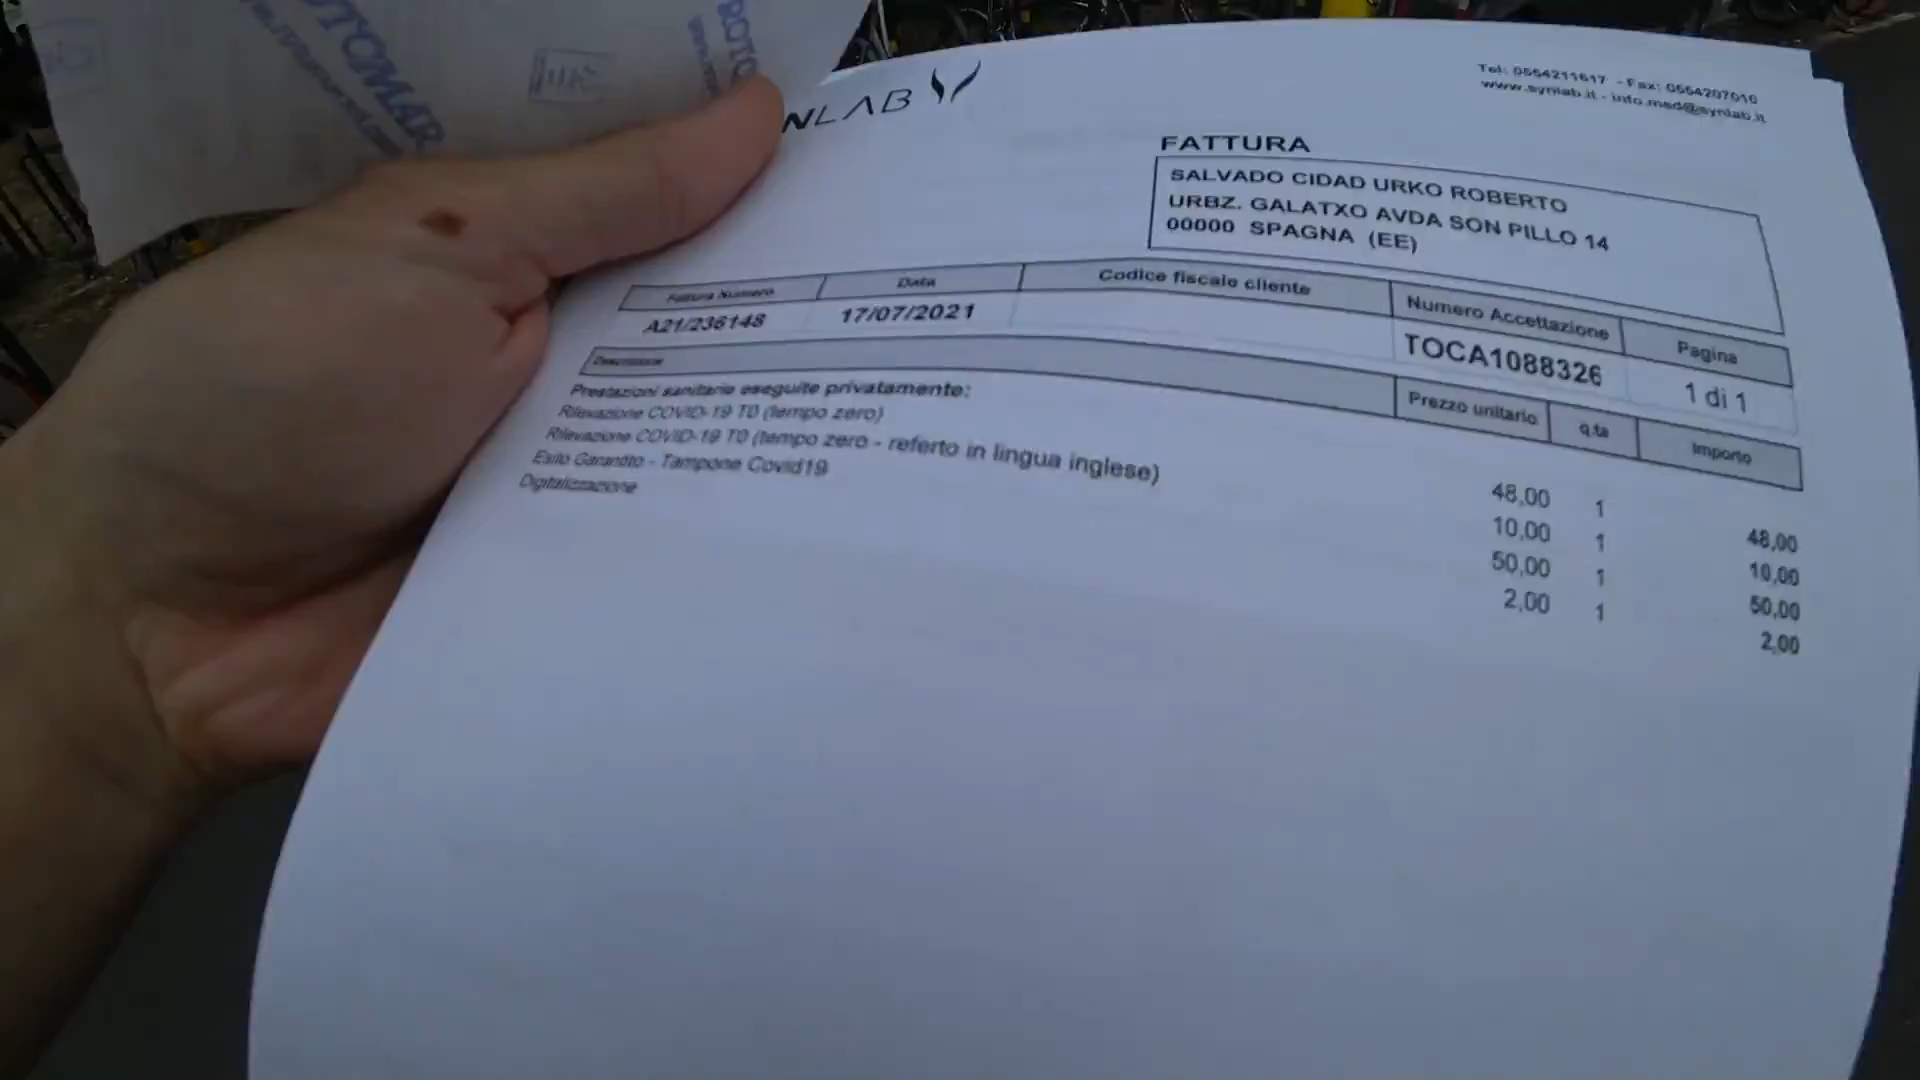 OTOMAR
ROTO
NLAB
Tel: 0554211617 - Fax: 0554207010
www.synlab.it - info.med@synlab.it
FATTURA
SALVADO CIDAD URKO ROBERTO
URBZ. GALATXO AVDA SON PILLO 14
00000 SPAGNA (EE)
Fattura Numero Data Codice fiscale cliente Numero Accettazione Pagina
A21/236148 17/07/2021 TOCA1088326 1 di 1
Descrizione Prezzo unitario q.ta Importo
Prestazioni sanitarie eseguite privatamente:
Rilevazione COVID-19 T0 (tempo zero) 48,00 1 48,00
Rilevazione COVID-19 T0 (tempo zero - referto in lingua inglese) 10,00 1 10,00
Esito Garantito - Tampone Covid19 50,00 1 50,00
Digitalizzazione 2,00 1 2,00